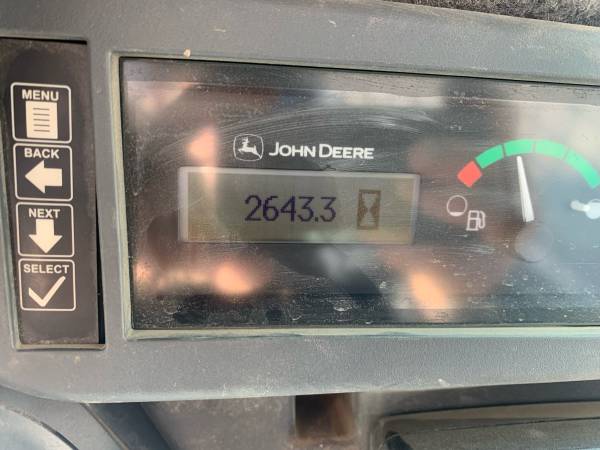 MENU
BACK
NEXT
SELECT
JOHN DEERE
2643.3